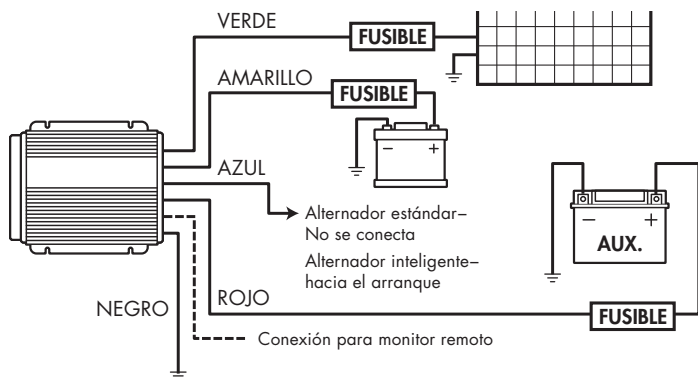 VERDE
FUSIBLE
AMARILLO
FUSIBLE
– +
AZUL
Alternador estándar–
No se conecta
Alternador inteligente–
hacia el arranque
– +
AUX.
NEGRO
ROJO
FUSIBLE
Conexión para monitor remoto